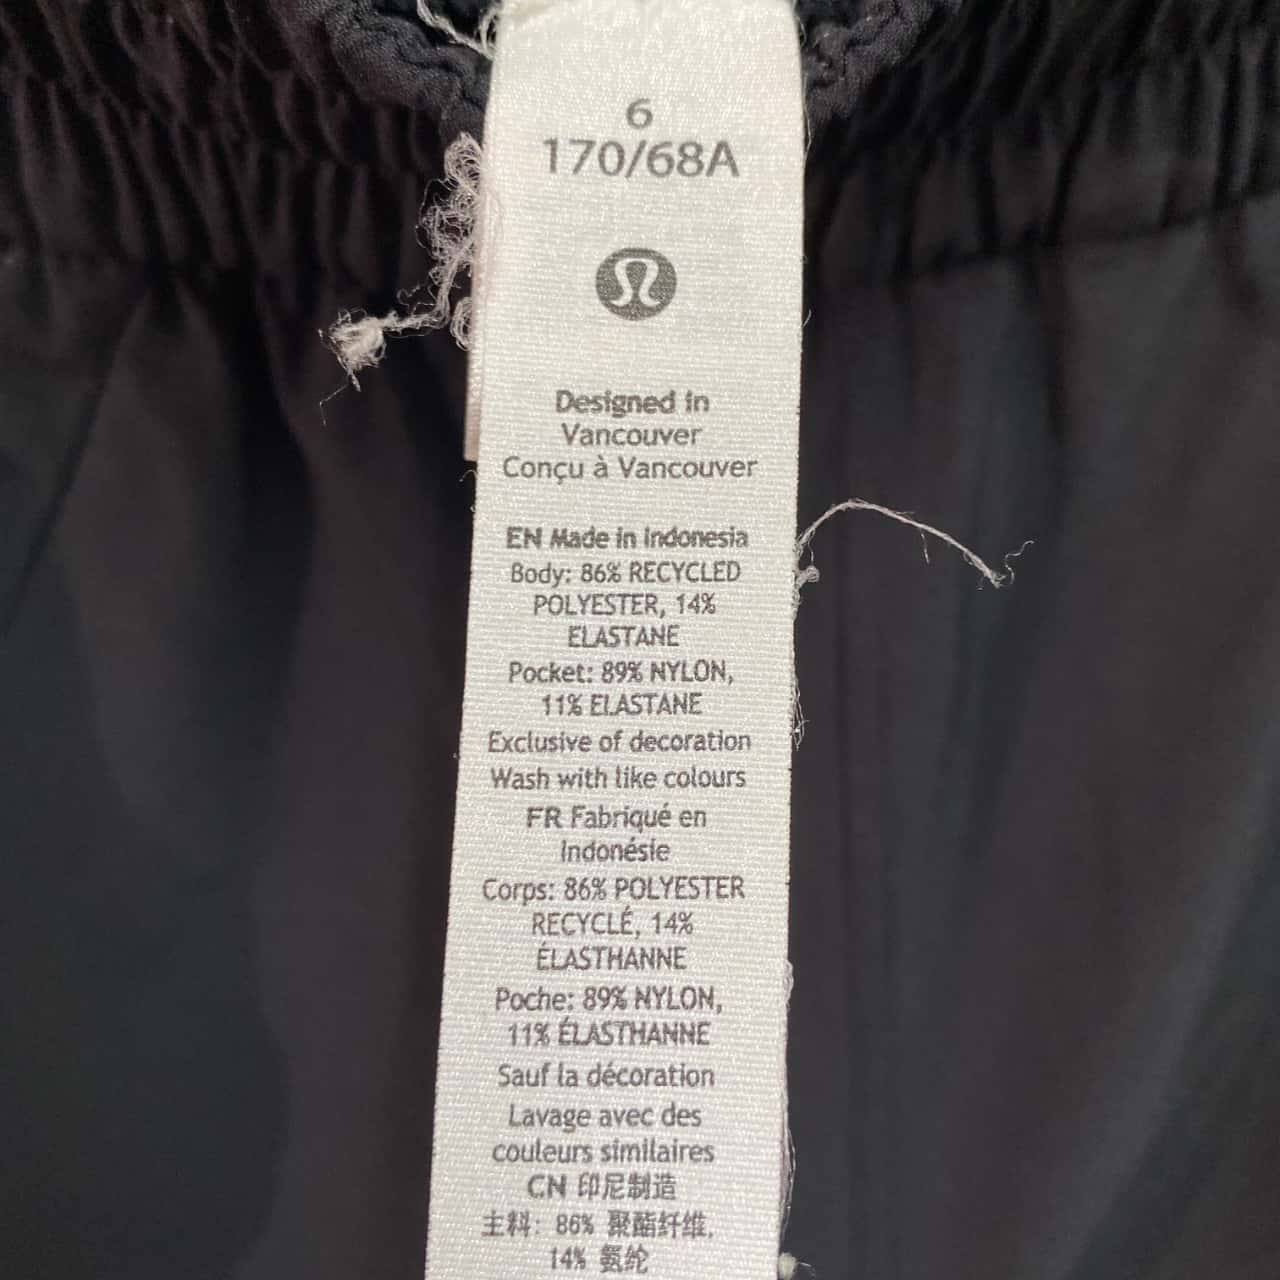 6
170/68A
Designed in
Vancouver
Conçu à Vancouver
EN Made in Indonesia
Body: 86% RECYCLED
POLYESTER, 14%
ELASTANE
Pocket: 89% NYLON,
11% ELASTANE
Exclusive of decoration
Wash with like colours
FR Fabriqué en
Indonésie
Corps: 86% POLYESTER
RECYCLÉ, 14%
ÉLASTHANNE
Poche: 89% NYLON,
11% ÉLASTHANNE
Sauf la décoration
Lavage avec des
couleurs similaires
CN 印尼制造
主料: 86% 聚酯纤维,
14% 氨纶